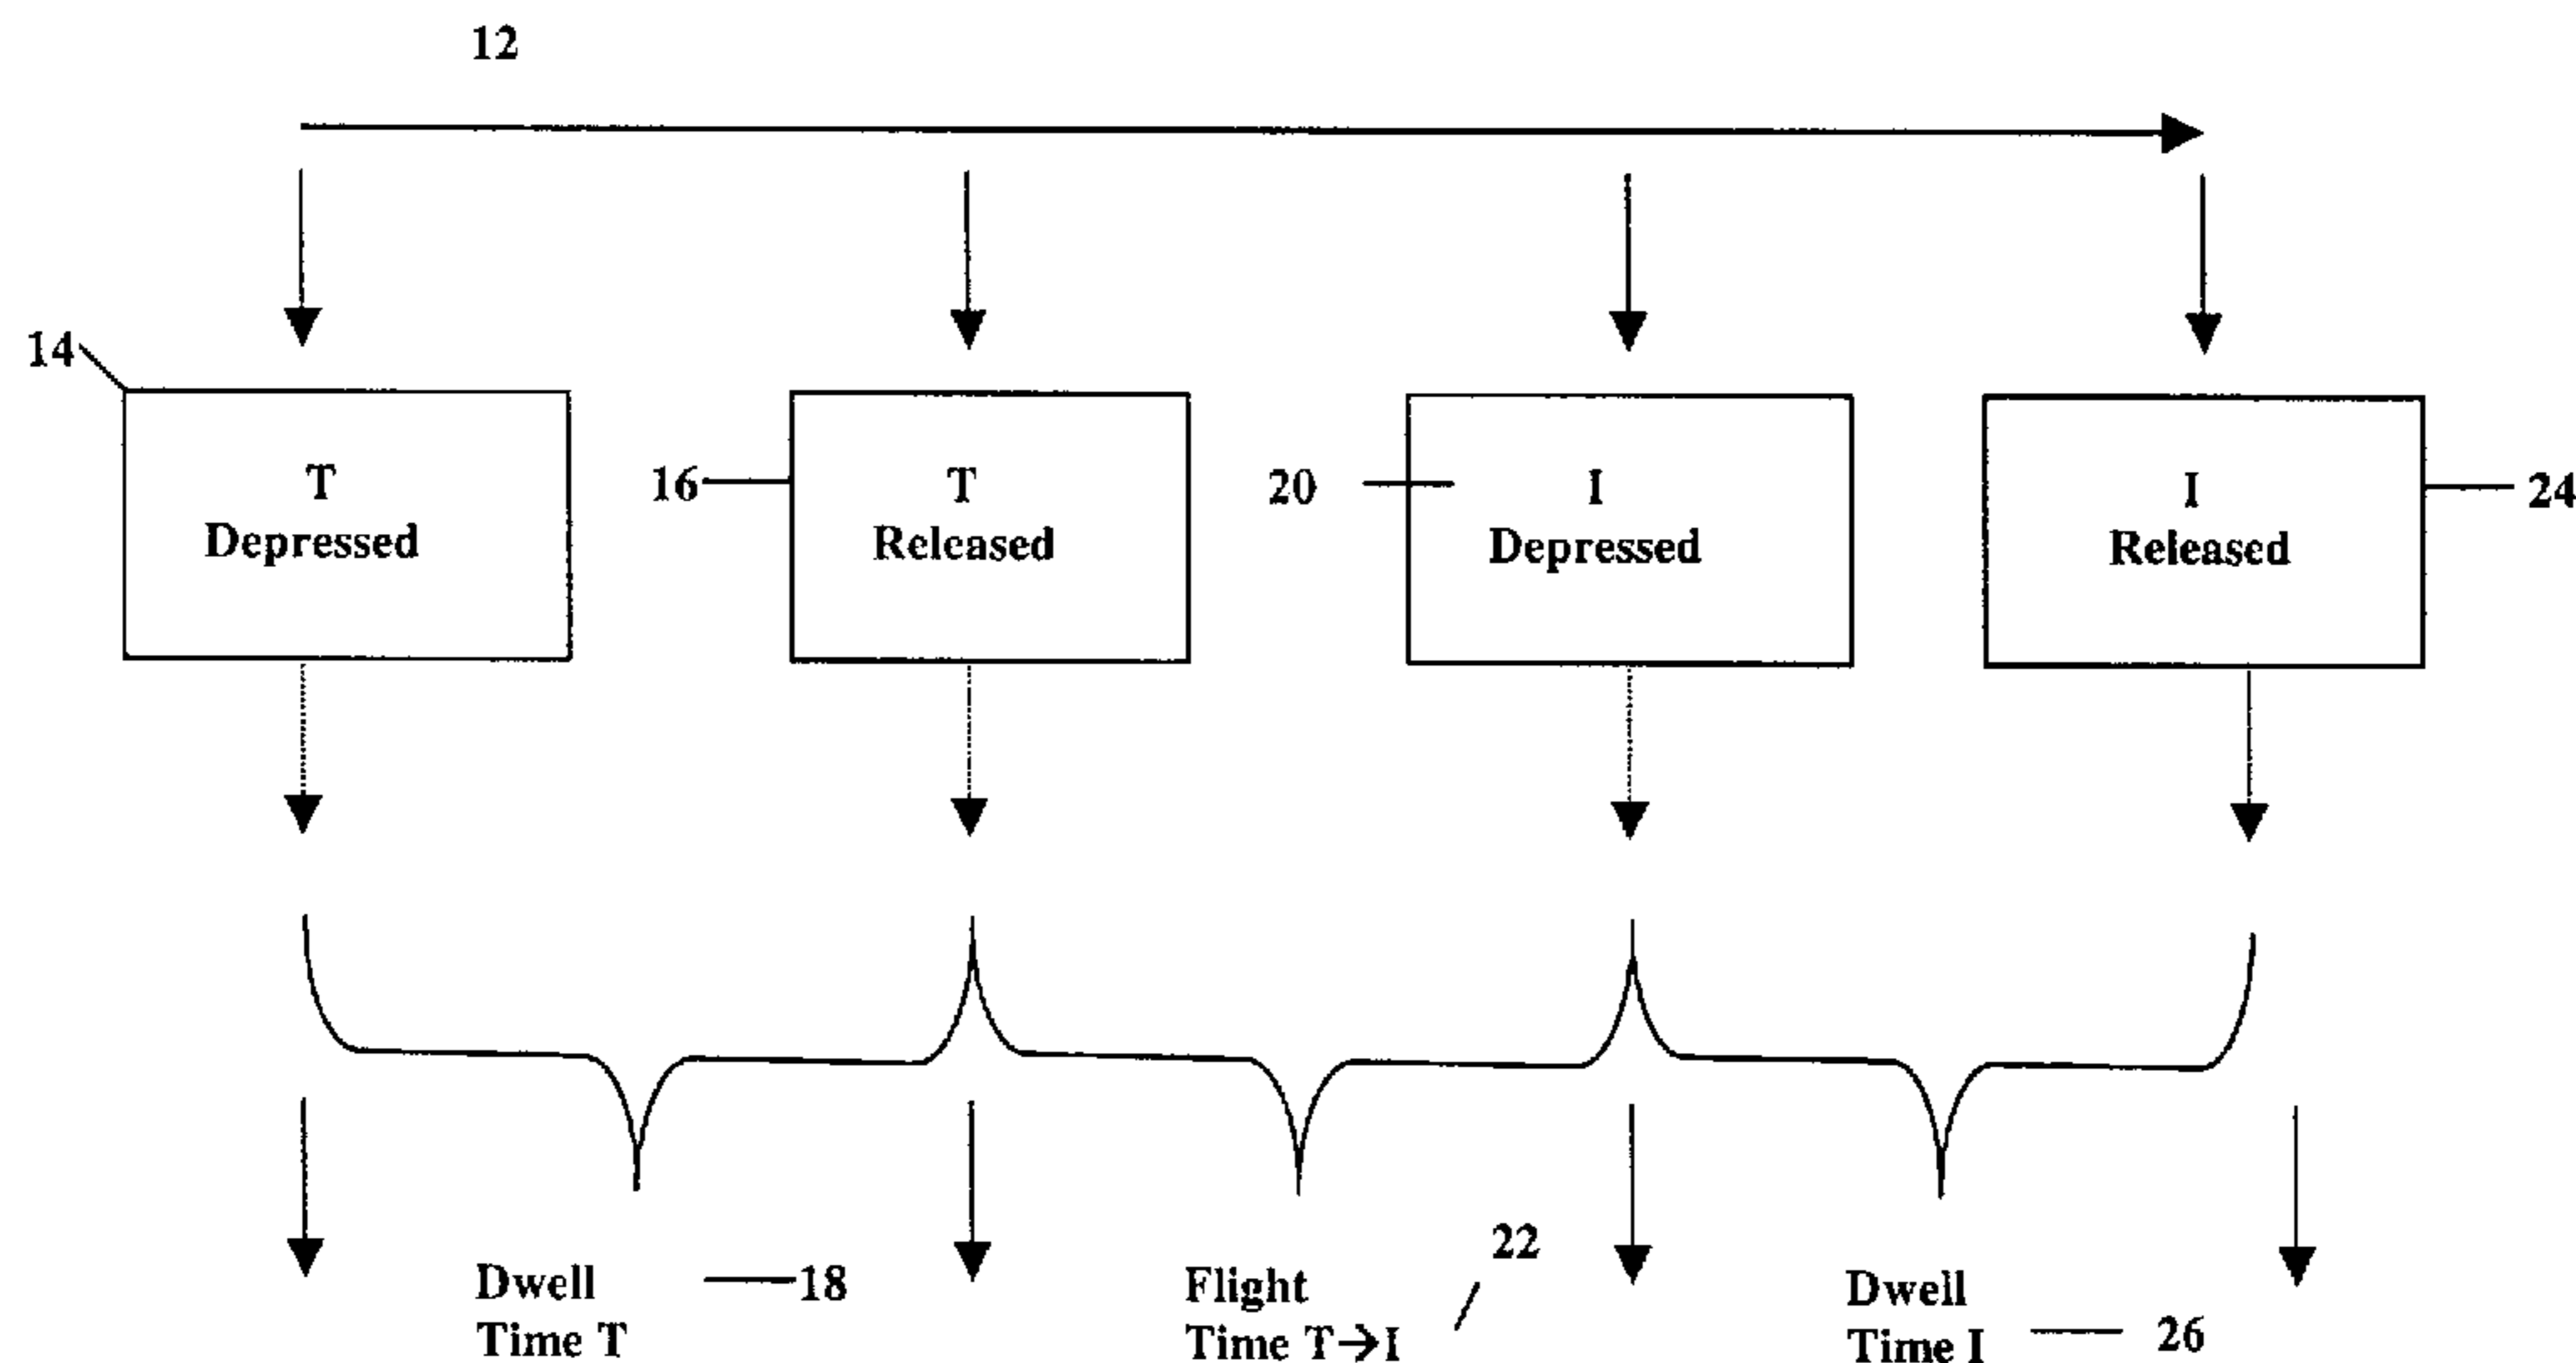 12
14
T
Depressed
16
T
Released
20
I
Depressed
I
Released
24
Dwell
Time T
18
Flight
Time T→I
22
Dwell
Time I
26